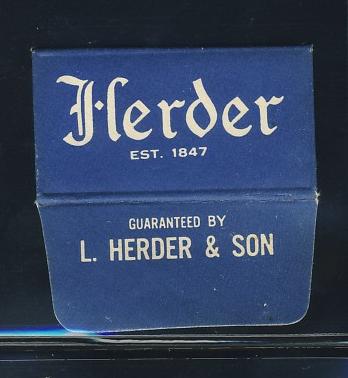 Herder
EST. 1847
GUARANTEED BY
L. HERDER & SON